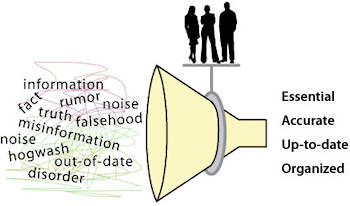 information
fact
rumor
noise
truth
falsehood
misinformation
noise
hogwash
out-of-date
disorder
Essential
Accurate
Up-to-date
Organized